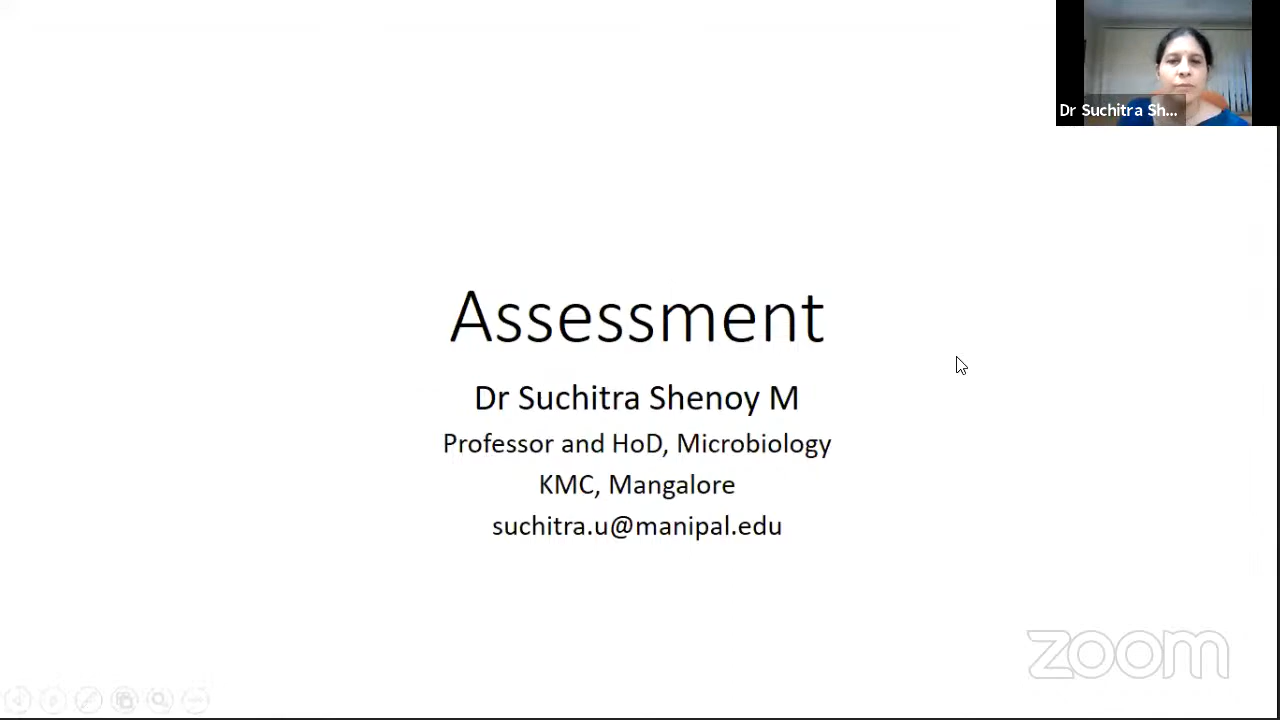 Dr Suchitra Sh...
Assessment
Dr Suchitra Shenoy M
Professor and HoD, Microbiology
KMC, Mangalore
suchitra.u@manipal.edu
zoom